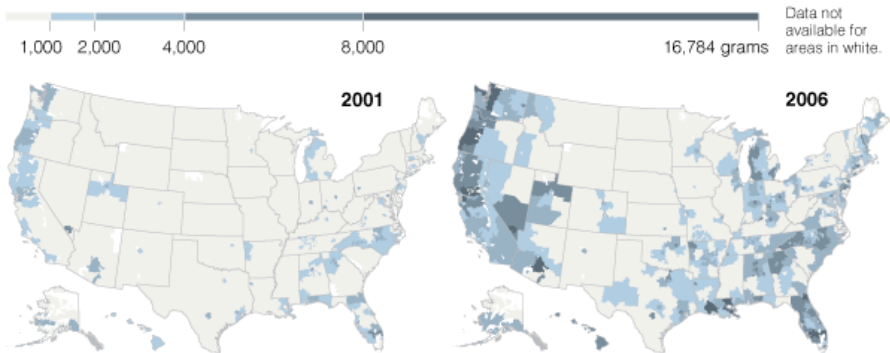 1,000 2,000 4,000 8,000 16,784 grams
Data not
available for
areas in white.
2001 2006